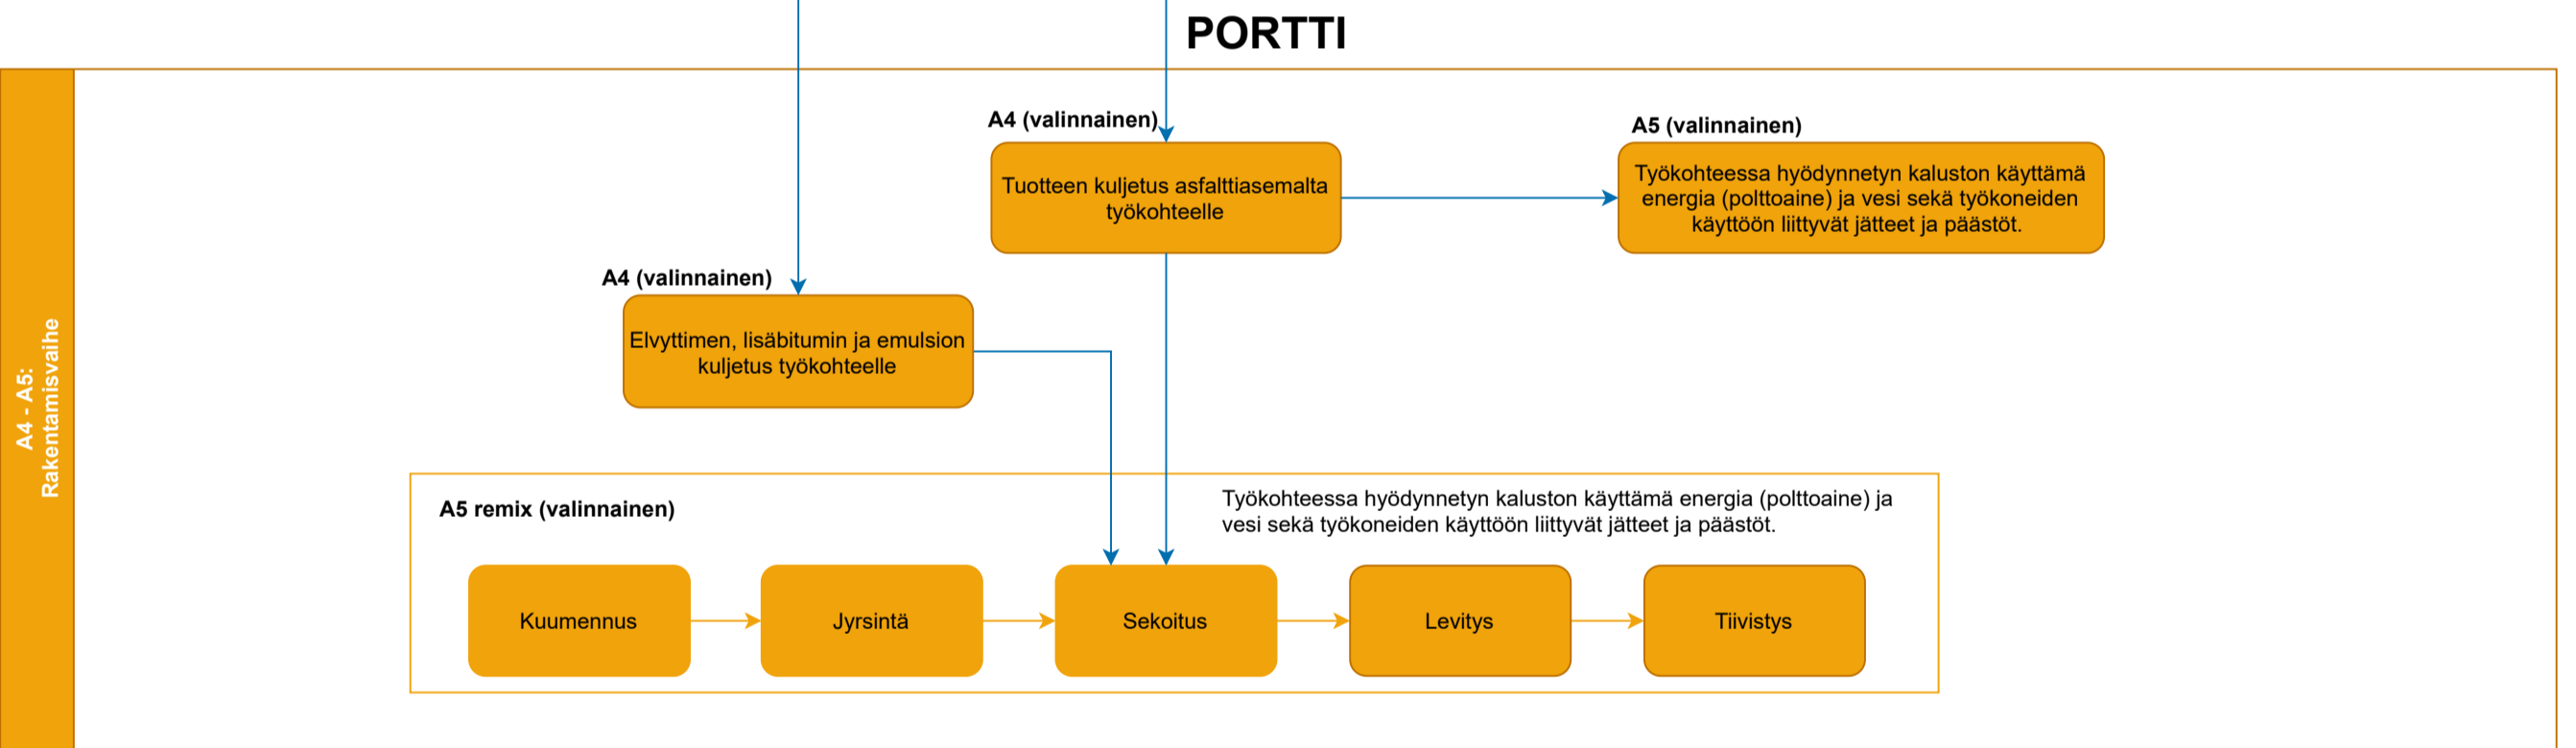 PORTTI
A4 - A5:
Rakentamisvaihe
A4 (valinnainen)
Tuotteen kuljetus asfalttiasemalta
työkohteelle
A5 (valinnainen)
Työkohteessa hyödynnetyn kaluston käyttämä
energia (polttoaine) ja vesi sekä työkoneiden
käyttöön liittyvät jätteet ja päästöt.
A4 (valinnainen)
Elvyttimen, lisäbitumin ja emulsion
kuljetus työkohteelle
A5 remix (valinnainen)
Työkohteessa hyödynnetyn kaluston käyttämä energia (polttoaine) ja
vesi sekä työkoneiden käyttöön liittyvät jätteet ja päästöt.
Kuumennus
Jyrsintä
Sekoitus
Levitys
Tiivistys